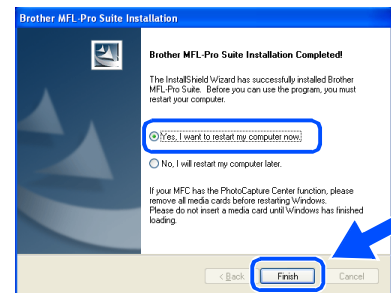 Brother MFL-Pro Suite Installation
Brother MFL-Pro Suite Installation Completed!
The InstallShield Wizard has successfully installed Brother
MFL-Pro Suite. Before you can use the program, you must
restart your computer.
Yes, I want to restart my computer now.
No, I will restart my computer later.
If your MFC has the PhotoCapture Center function, please
remove all media cards before restarting Windows.
Please do not insert a media card until Windows has finished
loading.
< Back Finish Cancel